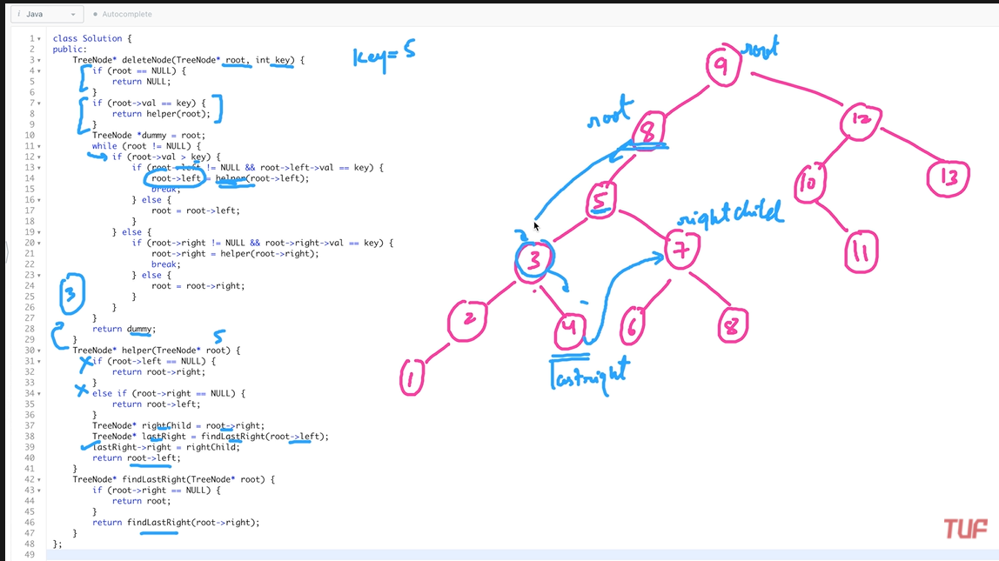 Java
Autocomplete
1 class Solution {
2 public:
3 TreeNode* deleteNode(TreeNode* root, int key) {
4 if (root == NULL) {
5 return NULL;
6 }
7 if (root->val == key) {
8 return helper(root);
9 }
10 TreeNode *dummy = root;
11 while (root != NULL) {
12 if (root->val > key) {
13 if (root->left != NULL && root->left->val == key) {
14 root->left = helper(root->left);
15 break;
16 } else {
17 root = root->left;
18 }
19 } else {
20 if (root->right != NULL && root->right->val == key) {
21 root->right = helper(root->right);
22 break;
23 } else {
24 root = root->right;
25 }
26 }
27 }
28 return dummy;
29 }
30 TreeNode* helper(TreeNode* root) {
31 if (root->left == NULL) {
32 return root->right;
33 }
34 else if (root->right == NULL) {
35 return root->left;
36 }
37 TreeNode* rightChild = root->right;
38 TreeNode* lastRight = findLastRight(root->left);
39 lastRight->right = rightChild;
40 return root->left;
41 }
42 TreeNode* findLastRight(TreeNode* root) {
43 if (root->right == NULL) {
44 return root;
45 }
46 return findLastRight(root->right);
47 }
48 };
49
3
5
key=5
root
9
root
8
12
5
10
13
rightchild
3
7
11
2
4
6
8
1
lastright
TUF